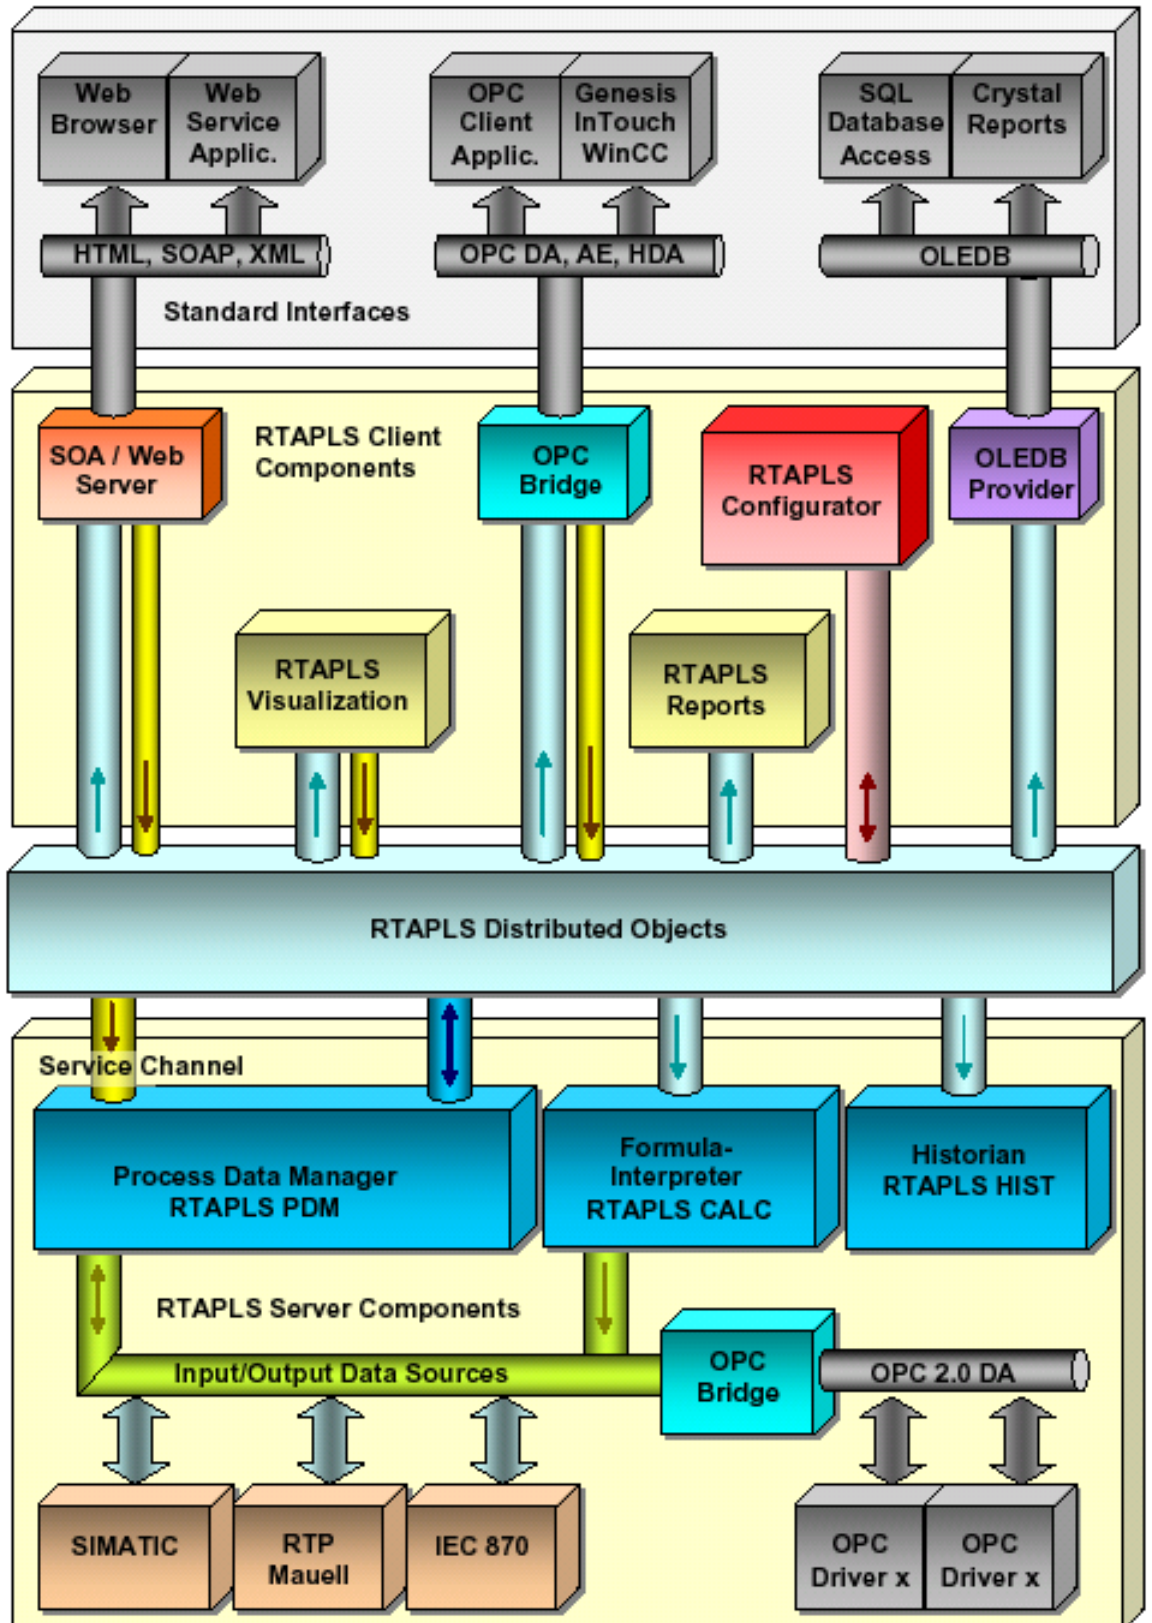 Web
Browser
Web
Service
Applic.
OPC
Client
Applic.
Genesis
InTouch
WinCC
SQL
Database
Access
Crystal
Reports
HTML, SOAP, XML
OPC DA, AE, HDA
OLEDB
Standard Interfaces
SOA / Web
Server
RTAPLS Client
Components
OPC
Bridge
RTAPLS
Configurator
OLEDB
Provider
RTAPLS
Visualization
RTAPLS
Reports
RTAPLS Distributed Objects
Service Channel
Process Data Manager
RTAPLS PDM
Formula-
Interpreter
RTAPLS CALC
Historian
RTAPLS HIST
RTAPLS Server Components
Input/Output Data Sources
OPC
Bridge
OPC 2.0 DA
SIMATIC
RTP
Mauell
IEC 870
OPC
Driver x
OPC
Driver x